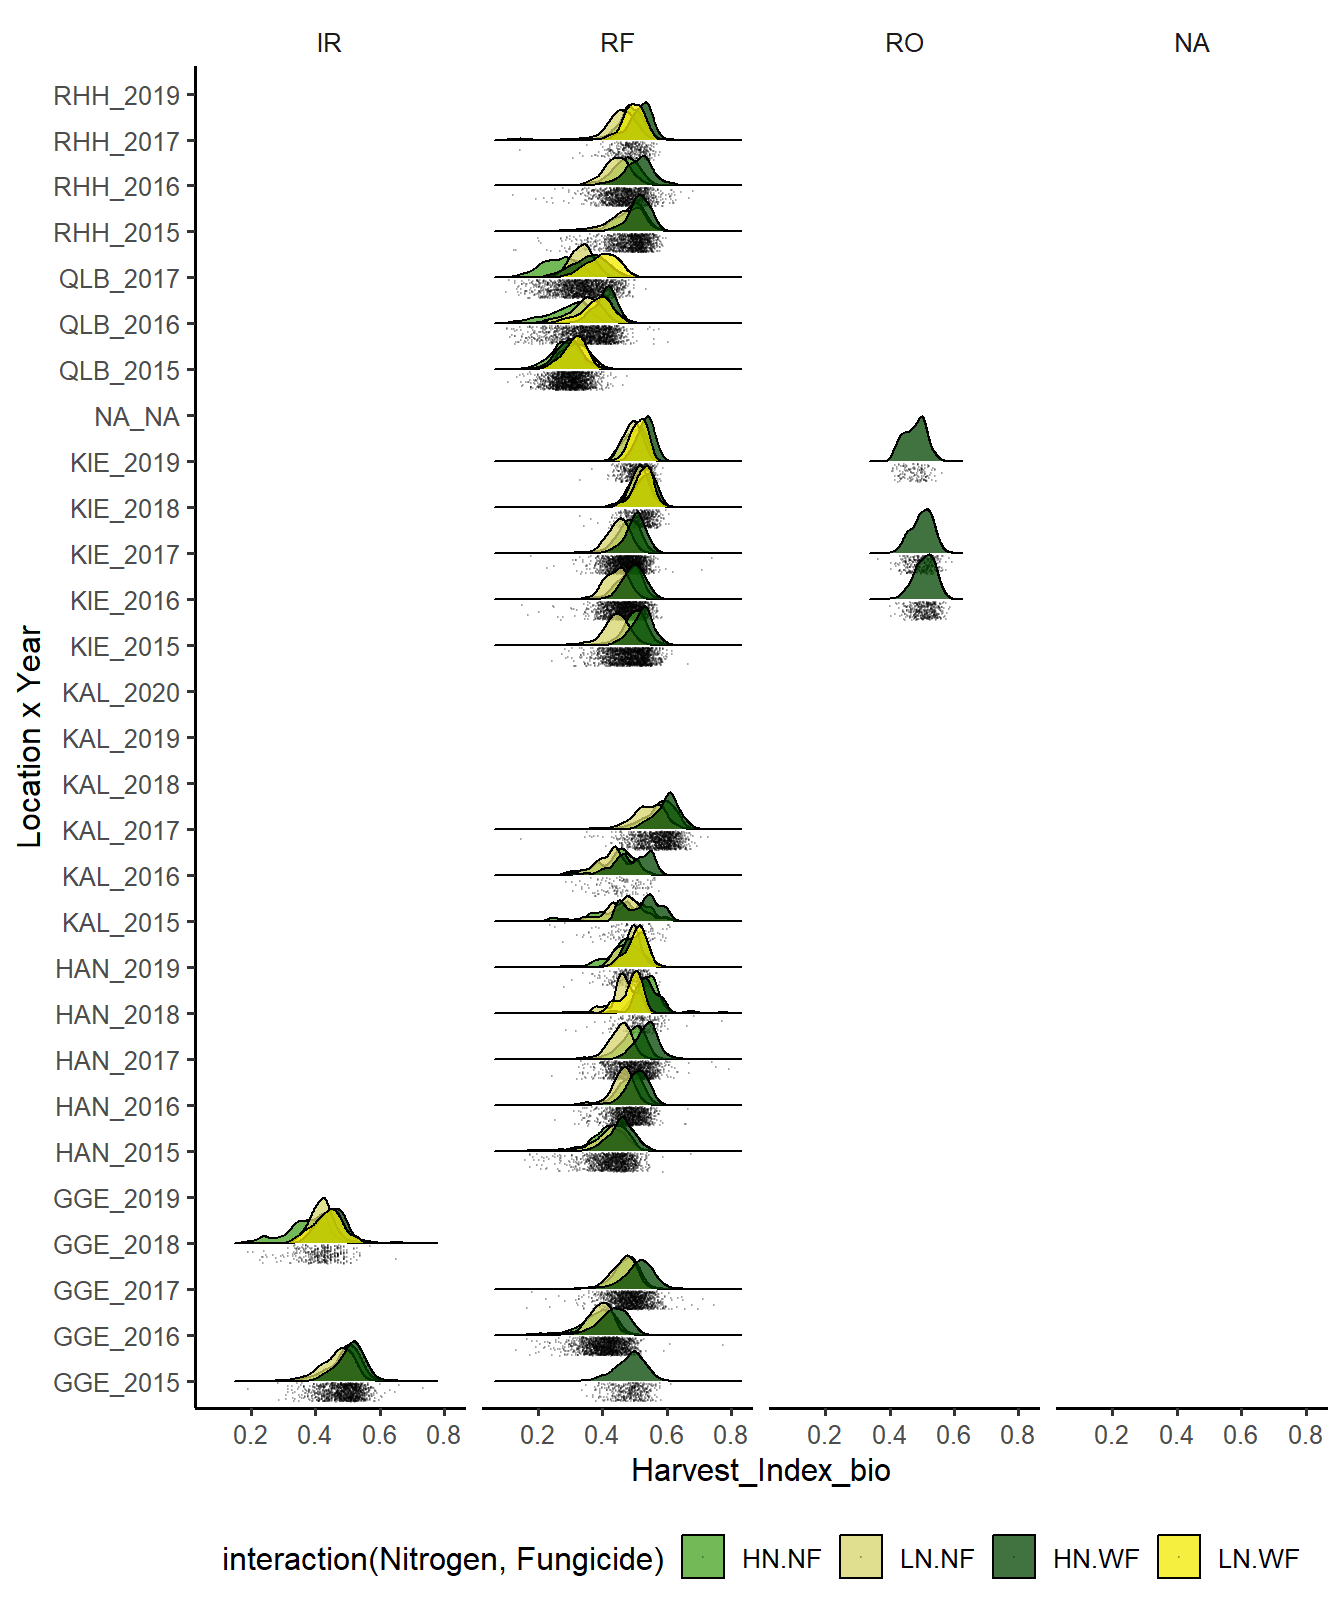 IR RF RO NA
RHH_2019
RHH_2017
RHH_2016
RHH_2015
QLB_2017
QLB_2016
QLB_2015
NA_NA
KIE_2019
KIE_2018
KIE_2017
KIE_2016
KIE_2015
KAL_2020
KAL_2019
KAL_2018
KAL_2017
KAL_2016
KAL_2015
HAN_2019
HAN_2018
HAN_2017
HAN_2016
HAN_2015
GGE_2019
GGE_2018
GGE_2017
GGE_2016
GGE_2015
Location x Year
0.2 0.4 0.6 0.8 0.2 0.4 0.6 0.8 0.2 0.4 0.6 0.8 0.2 0.4 0.6 0.8
Harvest_Index_bio
interaction(Nitrogen, Fungicide) HN.NF LN.NF HN.WF LN.WF